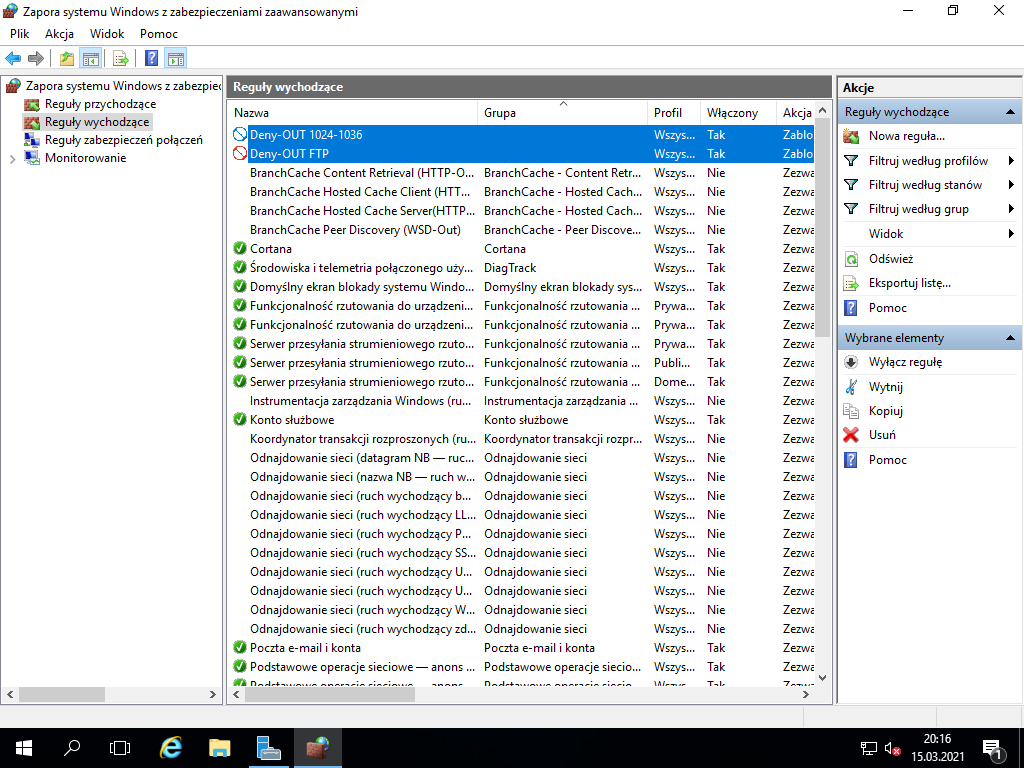 Zapora systemu Windows z zabezpieczeniami zaawansowanymi
Plik Akcja Widok Pomoc
Zapora systemu Windows z zabezpiec
Reguły przychodzące
Reguły wychodzące
Reguły zabezpieczeń połączeń
Monitorowanie
Reguły wychodzące
Nazwa Grupa Profil Włączony Akcja
Deny-OUT 1024-1036 Wszys... Tak Zablo
Deny-OUT FTP Wszys... Tak Zablo
BranchCache Content Retrieval (HTTP-O... BranchCache - Content Retr... Wszys... Nie Zezwa
BranchCache Hosted Cache Client (HTT... BranchCache - Hosted Cach... Wszys... Nie Zezwa
BranchCache Hosted Cache Server(HTTP... BranchCache - Hosted Cach... Wszys... Nie Zezwa
BranchCache Peer Discovery (WSD-Out) BranchCache - Peer Discove... Wszys... Nie Zezwa
Cortana Cortana Wszys... Tak Zezwa
Środowiska i telemetria połączonego uży... DiagTrack Wszys... Tak Zezwa
Domyślny ekran blokady systemu Windo... Domyślny ekran blokady sys... Wszys... Tak Zezwa
Funkcjonalność rzutowania do urządzeni... Funkcjonalność rzutowania ... Prywa... Tak Zezwa
Funkcjonalność rzutowania do urządzeni... Funkcjonalność rzutowania ... Prywa... Tak Zezwa
Serwer przesyłania strumieniowego rzuto... Funkcjonalność rzutowania ... Prywa... Tak Zezwa
Serwer przesyłania strumieniowego rzuto... Funkcjonalność rzutowania ... Publi... Tak Zezwa
Serwer przesyłania strumieniowego rzuto... Funkcjonalność rzutowania ... Dome... Tak Zezwa
Instrumentacja zarządzania Windows (ru... Instrumentacja zarządzania ... Wszys... Nie Zezwa
Konto służbowe Konto służbowe Wszys... Tak Zezwa
Koordynator transakcji rozproszonych (ru... Koordynator transakcji rozpr... Wszys... Nie Zezwa
Odnajdowanie sieci (datagram NB — ruc... Odnajdowanie sieci Wszys... Nie Zezwa
Odnajdowanie sieci (nazwa NB — ruch w... Odnajdowanie sieci Wszys... Nie Zezwa
Odnajdowanie sieci (ruch wychodzący b... Odnajdowanie sieci Wszys... Nie Zezwa
Odnajdowanie sieci (ruch wychodzący LL... Odnajdowanie sieci Wszys... Nie Zezwa
Odnajdowanie sieci (ruch wychodzący P... Odnajdowanie sieci Wszys... Nie Zezwa
Odnajdowanie sieci (ruch wychodzący SS... Odnajdowanie sieci Wszys... Nie Zezwa
Odnajdowanie sieci (ruch wychodzący U... Odnajdowanie sieci Wszys... Nie Zezwa
Odnajdowanie sieci (ruch wychodzący U... Odnajdowanie sieci Wszys... Nie Zezwa
Odnajdowanie sieci (ruch wychodzący W... Odnajdowanie sieci Wszys... Nie Zezwa
Odnajdowanie sieci (ruch wychodzący zd... Odnajdowanie sieci Wszys... Nie Zezwa
Poczta e-mail i konta Poczta e-mail i konta Wszys... Tak Zezwa
Podstawowe operacje sieciowe — anons ... Podstawowe operacje siecio... Wszys... Tak Zezwa
Podstawowe operacje sieciowe — anons ... Podstawowe operacje siecio... Wszys... Tak Zezwa
Akcje
Reguły wychodzące
Nowa reguła...
Filtruj według profilów
Filtruj według stanów
Filtruj według grup
Widok
Odśwież
Eksportuj listę...
Pomoc
Wybrane elementy
Wyłącz regułę
Wytnij
Kopiuj
Usuń
Pomoc
20:16
15.03.2021
1